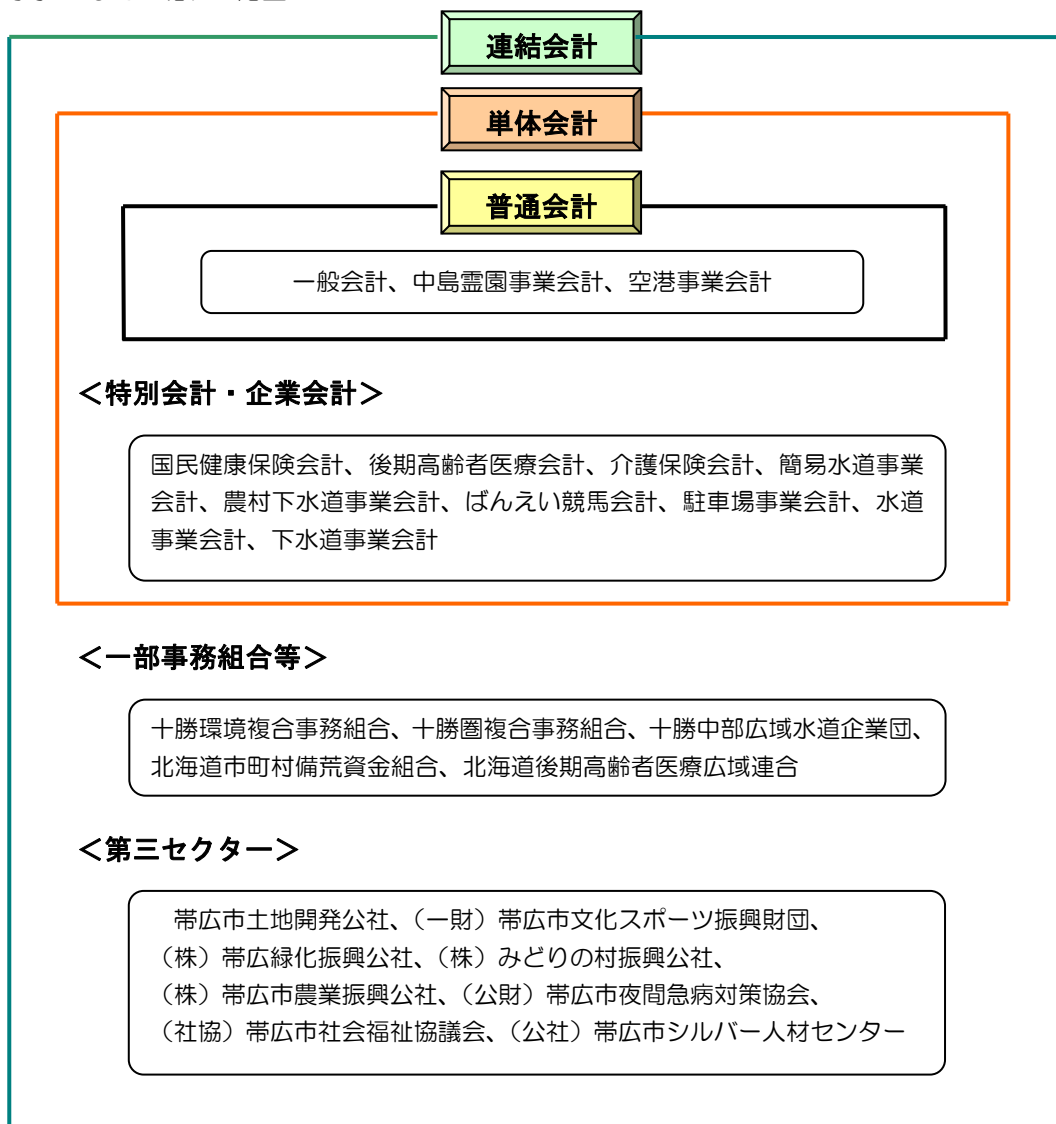 連結会計
単体会計
普通会計
一般会計、中島霊園事業会計、空港事業会計
＜特別会計・企業会計＞
国民健康保険会計、後期高齢者医療会計、介護保険会計、簡易水道事業
会計、農村下水道事業会計、ばんえい競馬会計、駐車場事業会計、水道
事業会計、下水道事業会計
＜一部事務組合等＞
十勝環境複合事務組合、十勝圏複合事務組合、十勝中部広域水道企業団、
北海道市町村備荒資金組合、北海道後期高齢者医療広域連合
＜第三セクター＞
帯広市土地開発公社、（一財）帯広市文化スポーツ振興財団、
（株）帯広緑化振興公社、（株）みどりの村振興公社、
（株）帯広市農業振興公社、（公財）帯広市夜間急病対策協会、
（社協）帯広市社会福祉協議会、（公社）帯広市シルバー人材センター